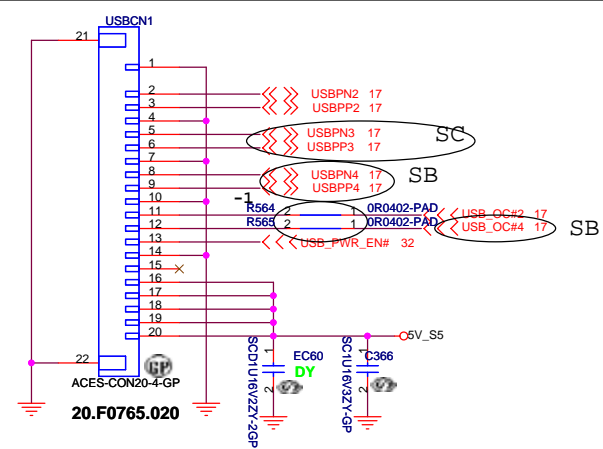 USBCN1
21
1
2 USBPN2 17
3 USBPP2 17
4
5 USBPN3 17 SC
6 USBPP3 17
7
8 USBPN4 17 SB
9 USBPP4 17
10 -1
11 R564 2 1 0R0402-PAD USB_OC#2 17
12 R565 2 1 0R0402-PAD USB_OC#4 17 SB
13 USB_PWR_EN# 32
14
15
16
17
18
19
20 5V_S5
22
GP
ACES-CON20-4-GP
20.F0765.020
SCD1U16V2ZY-2GP
1
2
EC60
DY
SC1U16V3ZY-GP
1
2
C366